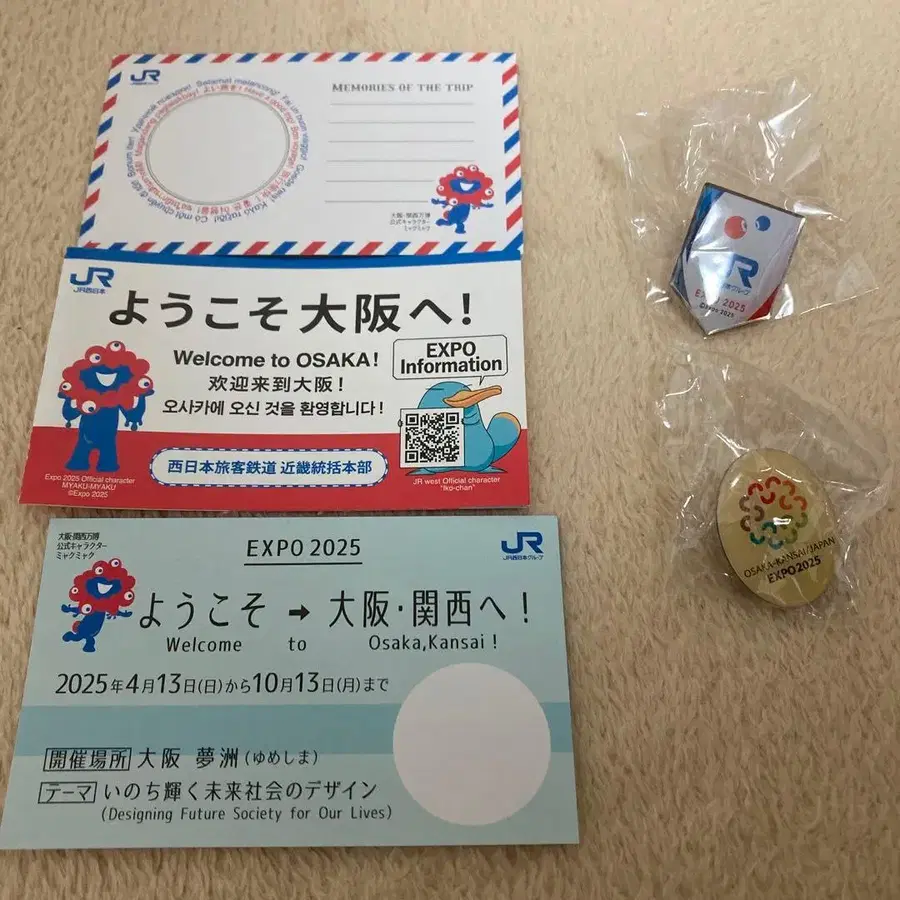 JR
MEMORIES OF THE TRIP
大阪・関西万博
公式キャラクター
ミャクミャク
JR
JR西日本
ようこそ大阪へ!
Welcome to OSAKA!
欢迎来到大阪!
오사카에 오신 것을 환영합니다!
EXPO
Information
西日本旅客鉄道 近畿統括本部
Expo 2025 Official character
MYAKU-MYAKU
©Expo 2025
JR west Official character
"Iko-chan"
大阪・関西万博
公式キャラクター
ミャクミャク
EXPO 2025
JR
JR西日本グループ
ようこそ → 大阪・関西へ!
Welcome to Osaka,Kansai!
2025年4月13日(日)から10月13日(月)まで
開催場所 大阪 夢洲(ゆめしま)
テーマ いのち輝く未来社会のデザイン
(Designing Future Society for Our Lives)
JR
EXPO 2025
©Expo 2025
OSAKA-KANSAI/JAPAN
EXPO2025